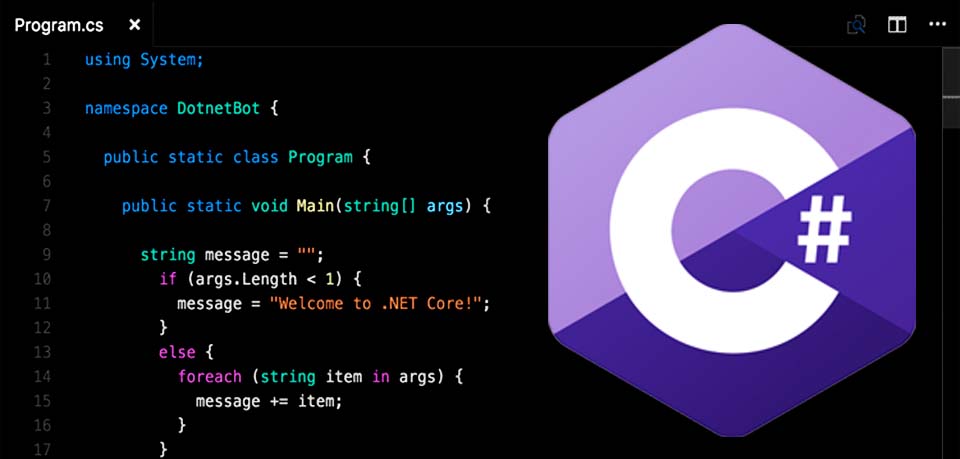 Program.cs ×
1 using System;
2
3 namespace DotnetBot {
4
5 public static class Program {
6
7 public static void Main(string[] args) {
8
9 string message = "";
10 if (args.Length < 1) {
11 message = "Welcome to .NET Core!";
12 }
13 else {
14 foreach (string item in args) {
15 message += item;
16 }
17 }
C#